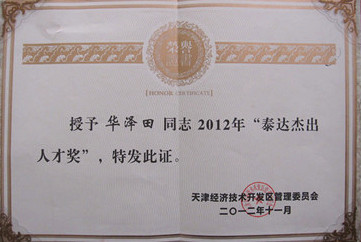 荣誉
证书
[HONOR CERTIFICATE]
授予 华泽田 同志2012年“泰达杰出
人才奖”，特发此证。
天津经济技术开发区管理委员会
二〇一二年十一月